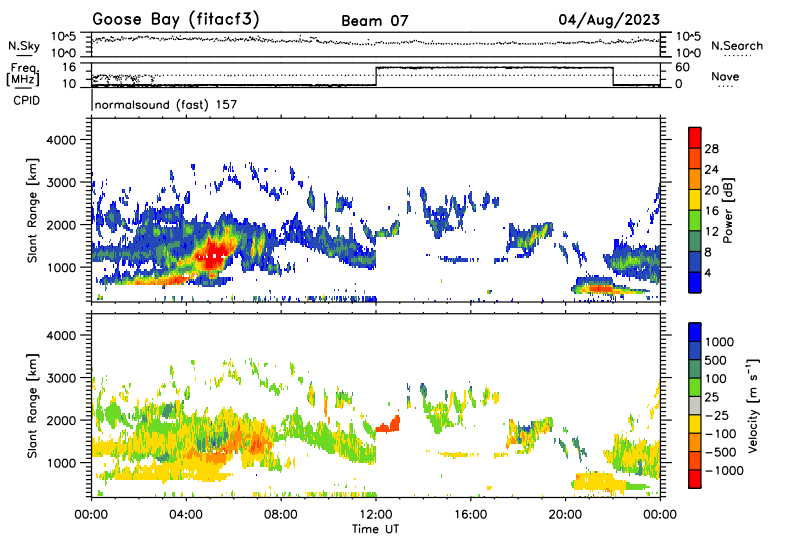 Goose Bay (fitacf3) Beam 07 04/Aug/2023
N.Sky 10^5 10^0 10^5 10^0 N.Search
Freq. [MHz] 16 10 60 0 Nave
CPID normalsound (fast) 157
Slant Range [km] 4000 3000 2000 1000
Power [dB] 28 24 20 16 12 8 4
Slant Range [km] 4000 3000 2000 1000
Velocity [m s⁻¹] 1000 500 100 25 −25 −100 −500 −1000
00:00 04:00 08:00 12:00 16:00 20:00 00:00
Time UT